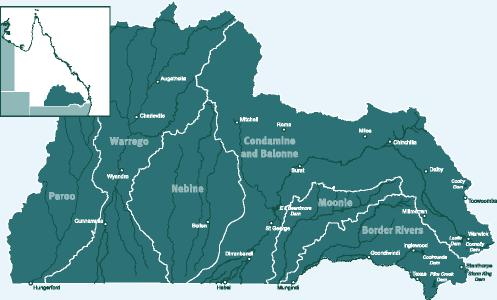 Augathella
Charleville
Mitchell
Roma
Miles
Chinchilla
Warrego
Condamine
and Balonne
Wyandra
Surat
Dalby
Cooby
Dam
Paroo
Nebine
Toowoomba
Moonie
E J Beardmore
Dam
Millmerran
Cunnamulla
Bollon
St George
Border Rivers
Warwick
Leslie
Dam
Connolly
Dam
Inglewood
Dirranbandi
Goondiwindi
Coolmunda
Dam
Stanthorpe
Storm King
Dam
Texas
Pike Creek
Dam
Hungerford
Hebel
Mungindi